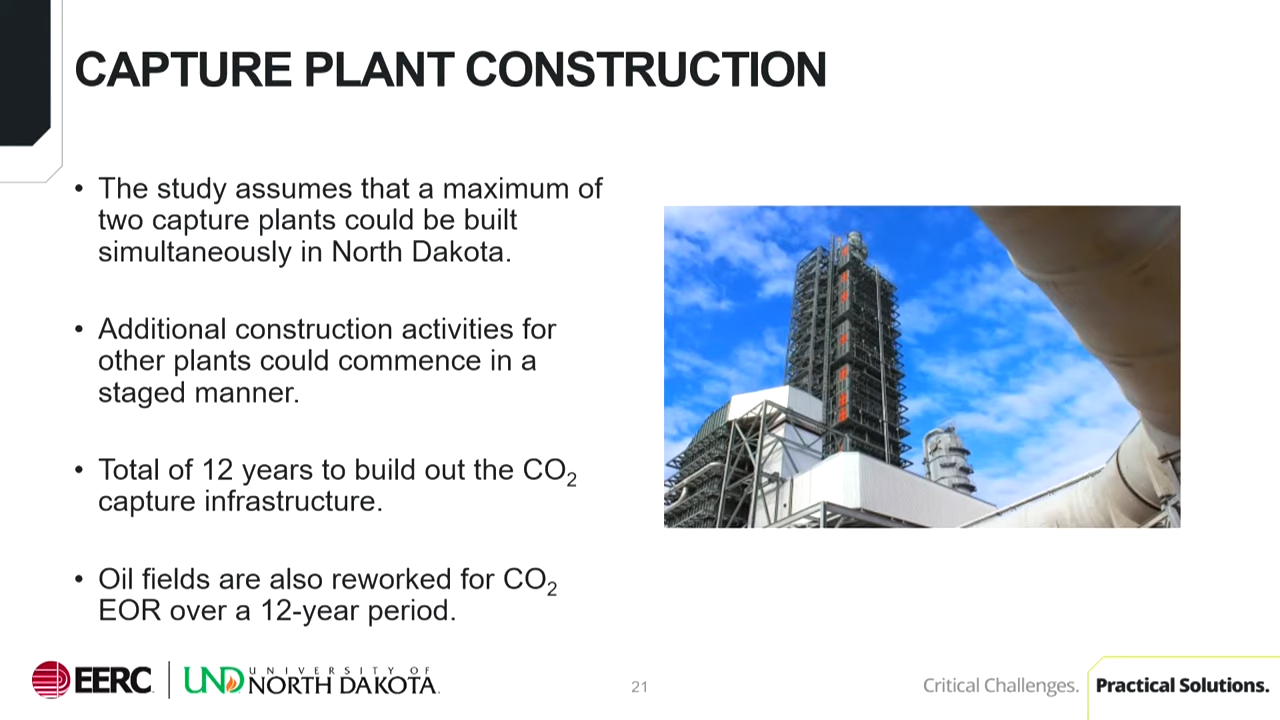 CAPTURE PLANT CONSTRUCTION
• The study assumes that a maximum of
two capture plants could be built
simultaneously in North Dakota.
• Additional construction activities for
other plants could commence in a
staged manner.
• Total of 12 years to build out the CO₂
capture infrastructure.
• Oil fields are also reworked for CO₂
EOR over a 12-year period.
EERC
UND
UNIVERSITY OF
NORTH DAKOTA
21
Critical Challenges.
Practical Solutions.